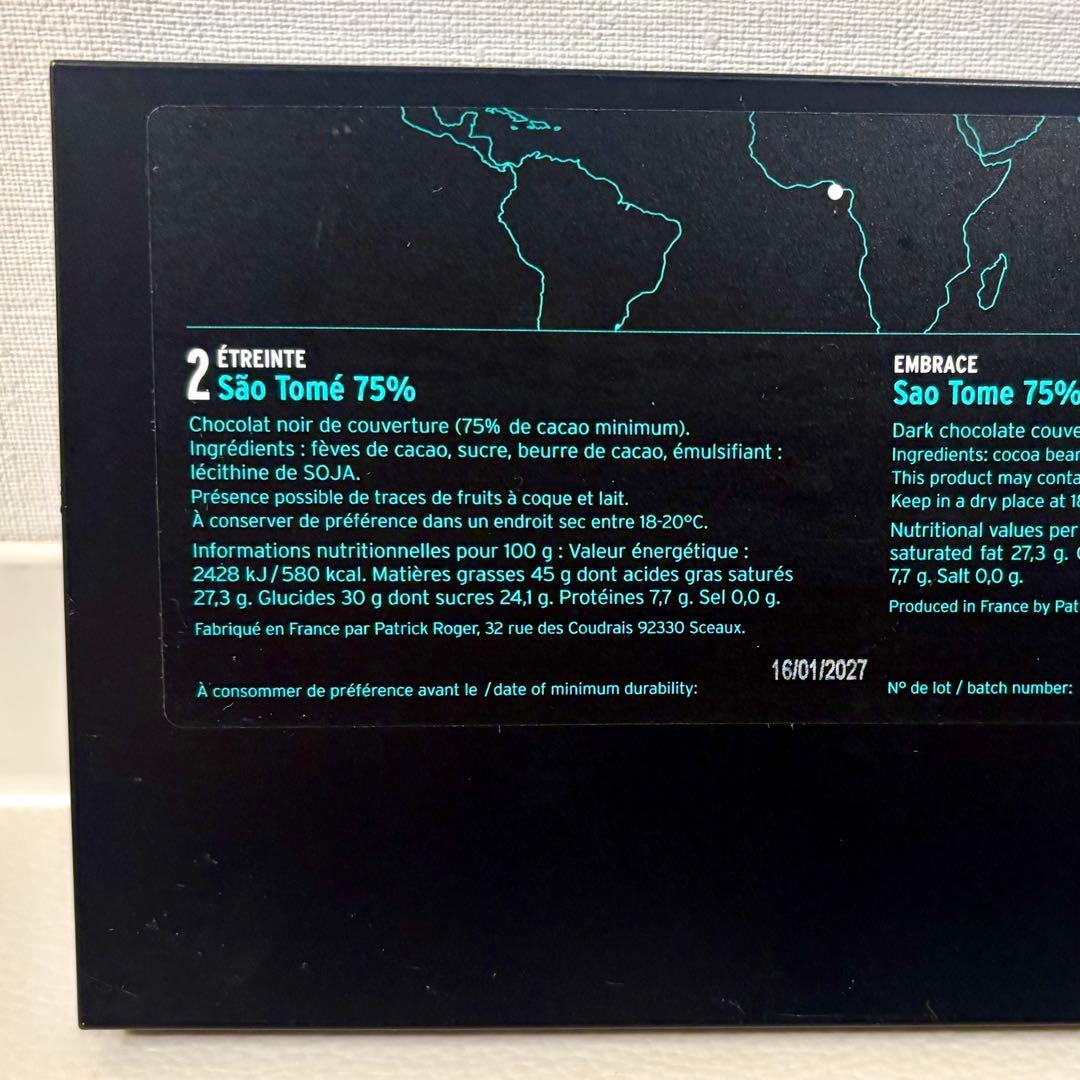 2 ÉTREINTE
São Tomé 75%
Chocolat noir de couverture (75% de cacao minimum).
Ingrédients : fèves de cacao, sucre, beurre de cacao, émulsifiant :
lécithine de SOJA.
Présence possible de traces de fruits à coque et lait.
À conserver de préférence dans un endroit sec entre 18-20°C.
Informations nutritionnelles pour 100 g : Valeur énergétique :
2428 kJ/580 kcal. Matières grasses 45 g dont acides gras saturés
27,3 g. Glucides 30 g dont sucres 24,1 g. Protéines 7,7 g. Sel 0,0 g.
Fabriqué en France par Patrick Roger, 32 rue des Coudrais 92330 Sceaux.
16/01/2027
À consommer de préférence avant le / date of minimum durability:
EMBRACE
Sao Tome 75%
Dark chocolate
Ingredients: cocoa
This product may
Keep in a dry place at
Nutritional values per
saturated fat 27,3 g.
7,7 g. Salt 0,0 g.
Produced in France by
N° de lot / batch number: